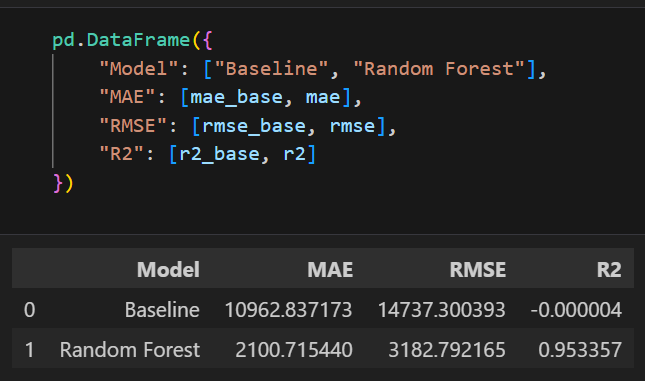 pd.DataFrame({
    "Model": ["Baseline", "Random Forest"],
    "MAE": [mae_base, mae],
    "RMSE": [rmse_base, rmse],
    "R2": [r2_base, r2]
})
Model MAE RMSE R2
0 Baseline 10962.837173 14737.300393 -0.000004
1 Random Forest 2100.715440 3182.792165 0.953357